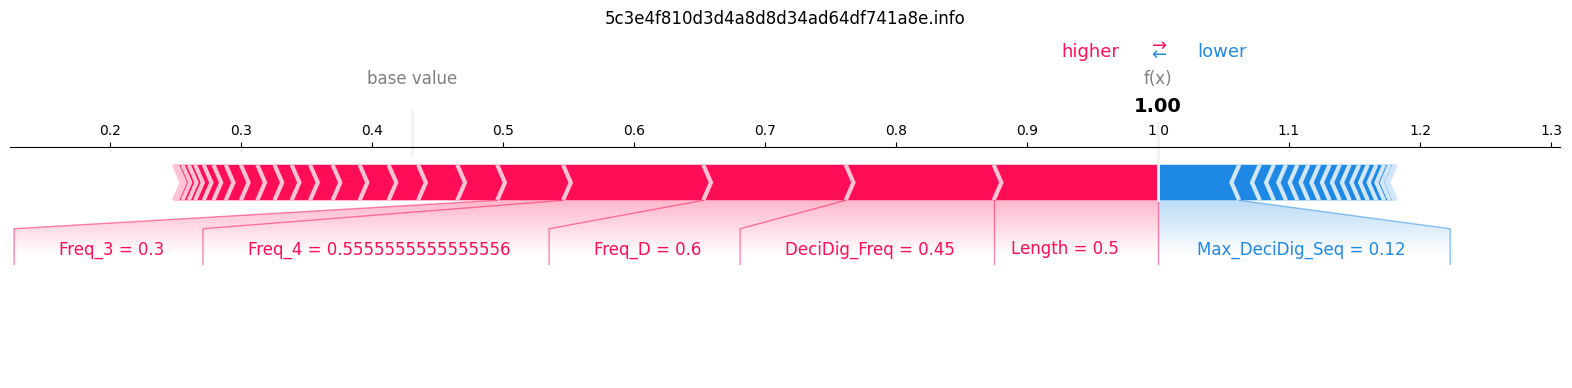 5c3e4f810d3d4a8d8d34ad64df741a8e.info
higher ⇄ lower
base value f(x)
1.00
0.2 0.3 0.4 0.5 0.6 0.7 0.8 0.9 1.0 1.1 1.2 1.3
Freq_3 = 0.3 Freq_4 = 0.5555555555555556 Freq_D = 0.6 DeciDig_Freq = 0.45 Length = 0.5 Max_DeciDig_Seq = 0.12